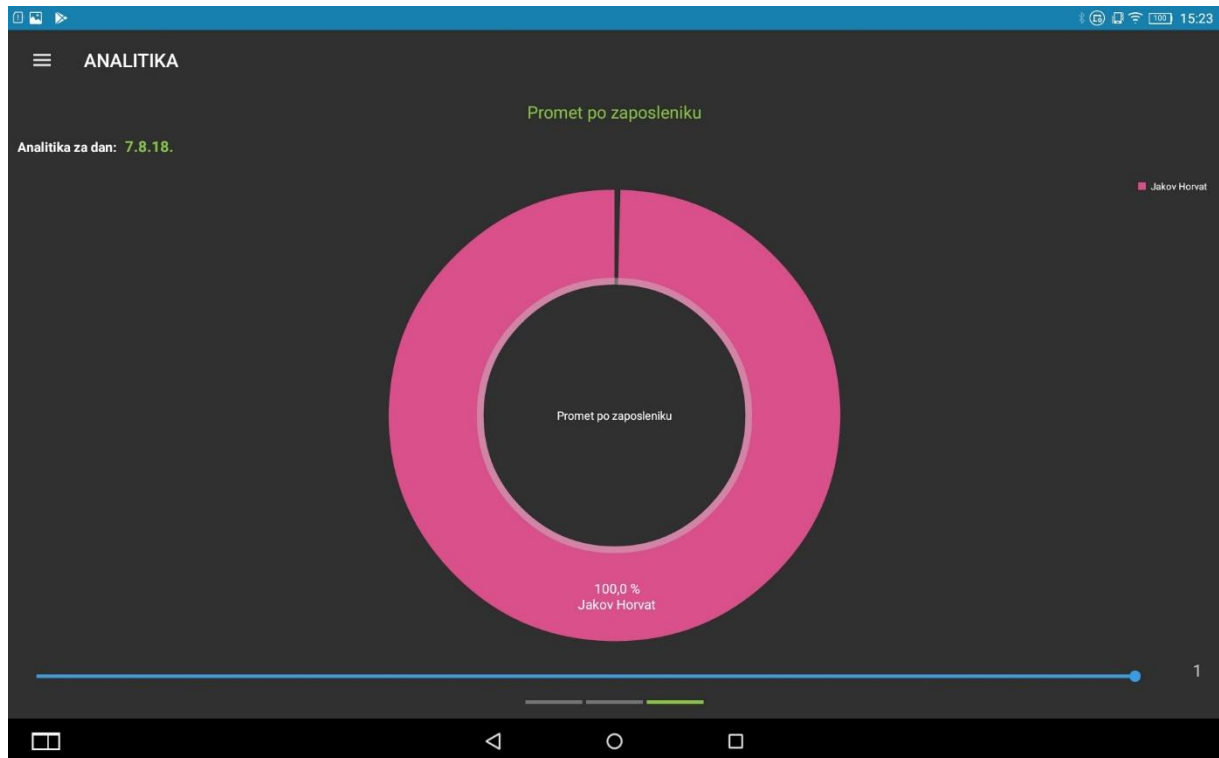 100 15:23
ANALITIKA
Promet po zaposleniku
Analitika za dan: 7.8.18.
Jakov Horvat
Promet po zaposleniku
100,0 %
Jakov Horvat
1